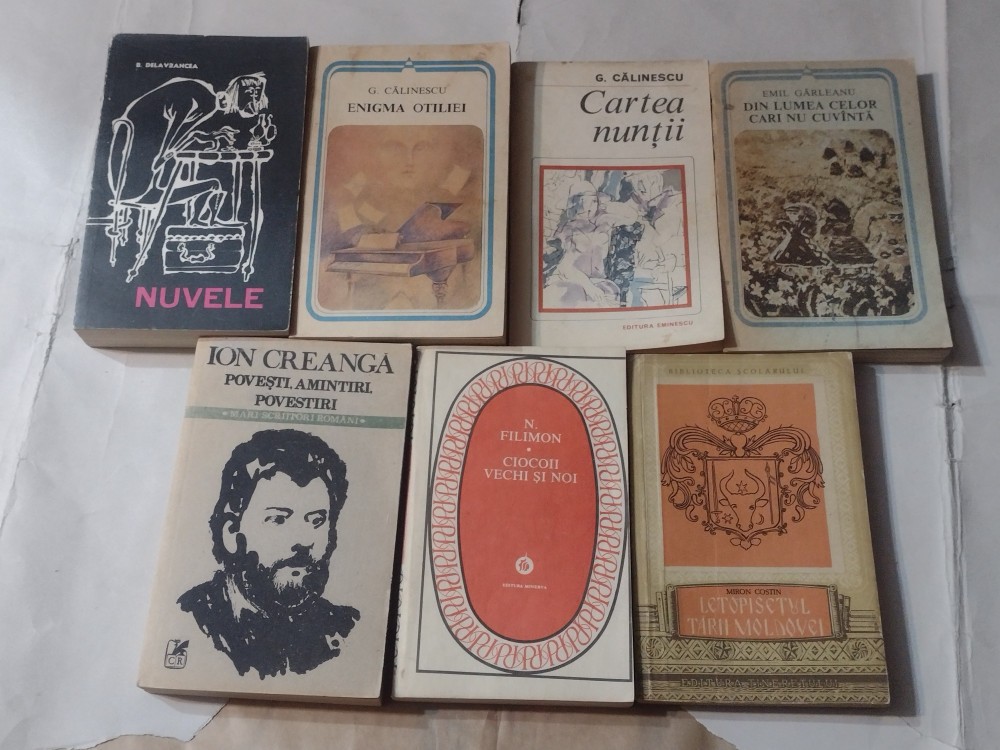 B. DELAVRANCEA
NUVELE
G. CĂLINESCU
ENIGMA OTILIEI
G. CĂLINESCU
Cartea
nunții
EDITURA EMINESCU
EMIL GÂRLEANU
DIN LUMEA CELOR
CARI NU CUVÎNTĂ
ION CREANGĂ
POVEȘTI, AMINTIRI,
POVESTIRI
* MARI SCRIITORI ROMÂNI *
CR
N.
FILIMON
CIOCOII
VECHI ȘI NOI
EDITURA MINERVA
BIBLIOTECA ȘCOLARULUI
MIRON COSTIN
LETOPISEȚUL
ȚĂRII MOLDOVEI
EDITURA TINERETULUI